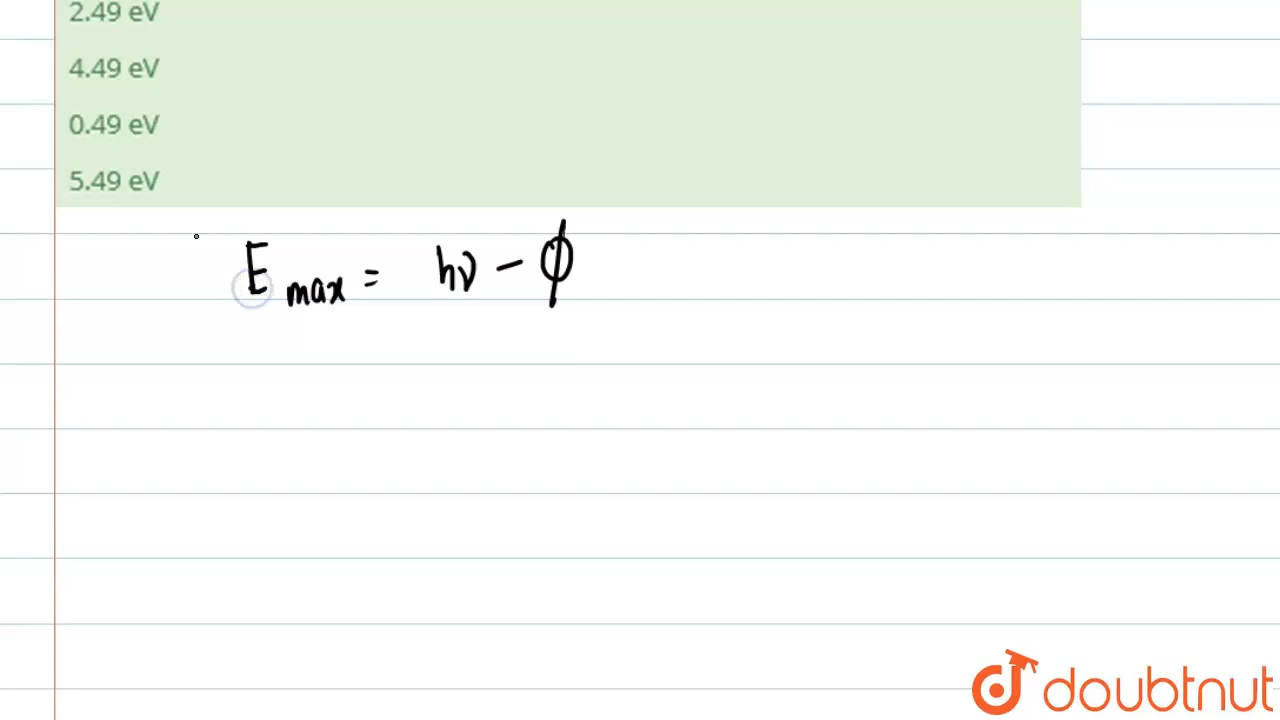 2.49 eV
4.49 eV
0.49 eV
5.49 eV
E max = hν - ϕ
doubtnut